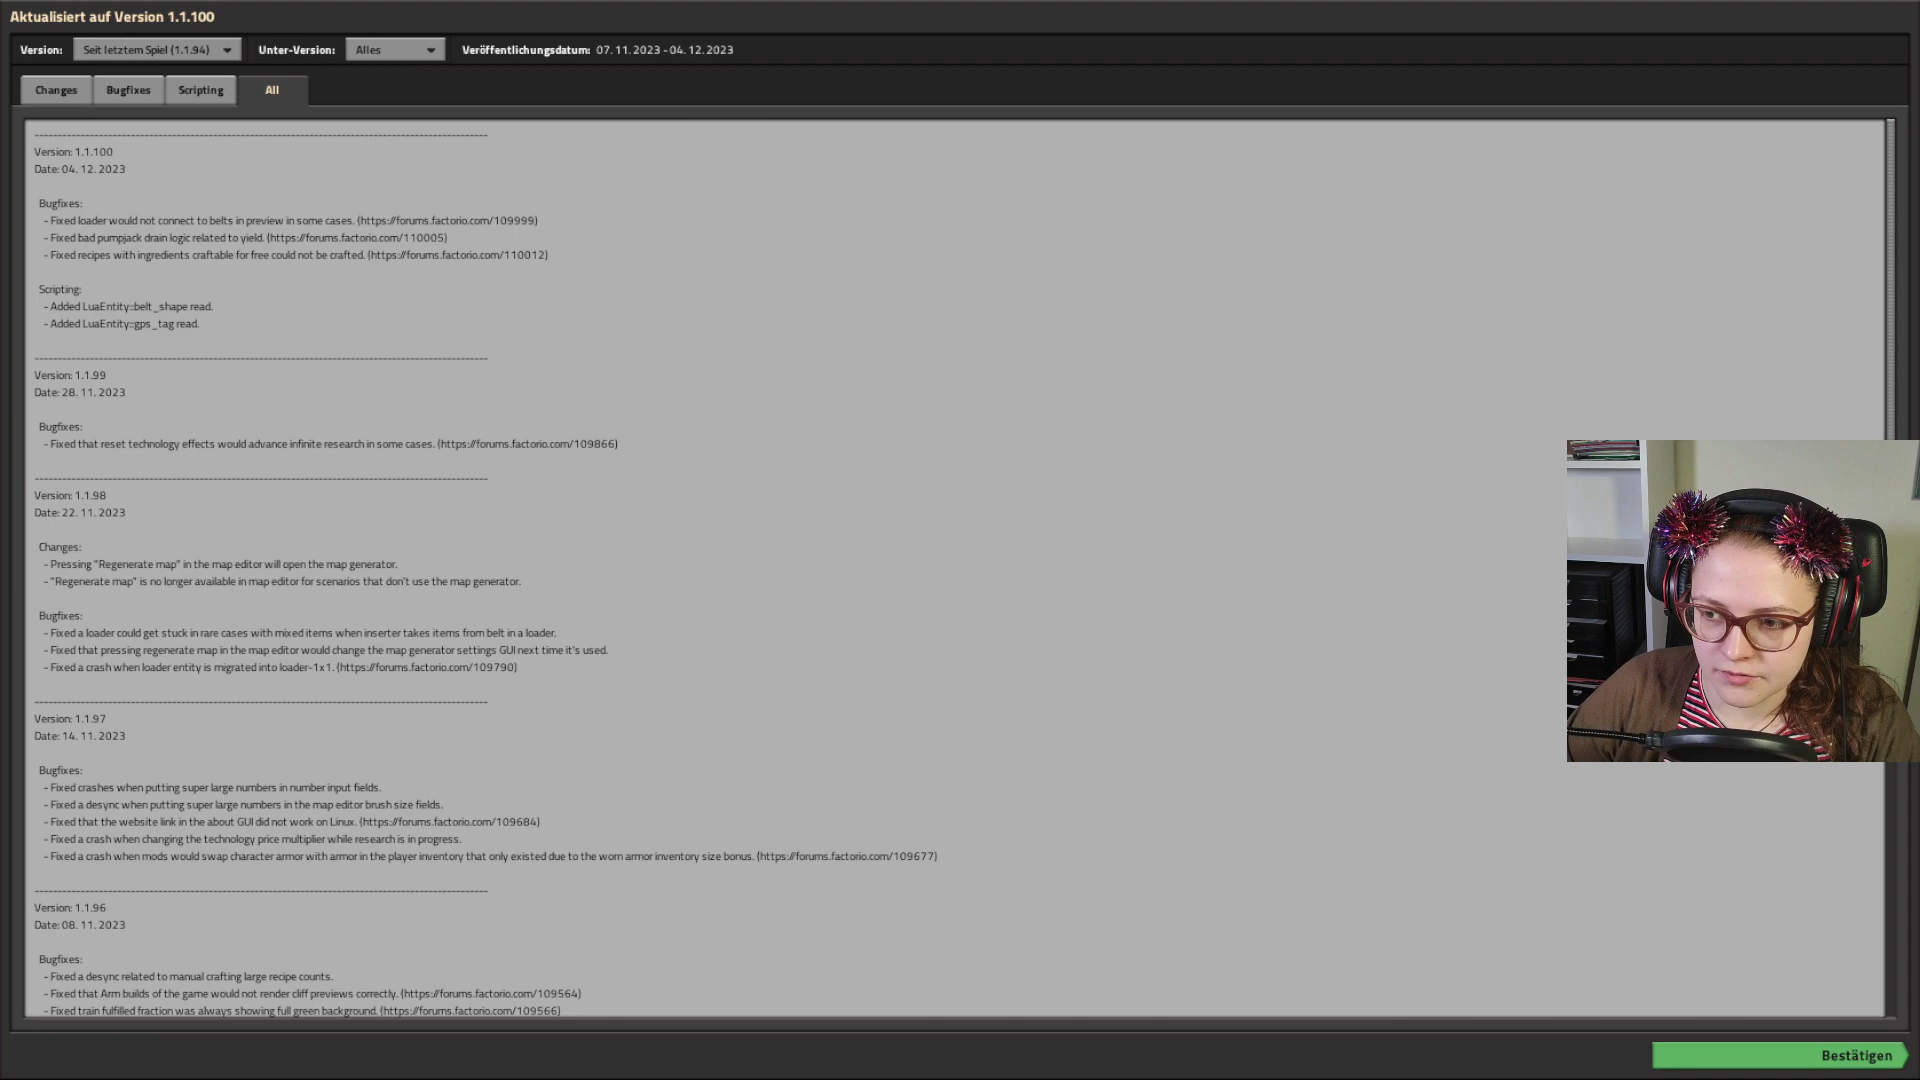 Aktualisiert auf Version 1.1.100
Version: Seit letztem Spiel (1.1.94) Unter-Version: Alles Veröffentlichungsdatum: 07. 11. 2023 - 04. 12. 2023
Changes Bugfixes Scripting All
---------------------------------------------------------------------------------------------------
Version: 1.1.100
Date: 04. 12. 2023
Bugfixes:
- Fixed loader would not connect to belts in preview in some cases. (https://forums.factorio.com/109999)
- Fixed bad pumpjack drain logic related to yield. (https://forums.factorio.com/110005)
- Fixed recipes with ingredients craftable for free could not be crafted. (https://forums.factorio.com/110012)
Scripting:
- Added LuaEntity::belt_shape read.
- Added LuaEntity::gps_tag read.
---------------------------------------------------------------------------------------------------
Version: 1.1.99
Date: 28. 11. 2023
Bugfixes:
- Fixed that reset technology effects would advance infinite research in some cases. (https://forums.factorio.com/109866)
---------------------------------------------------------------------------------------------------
Version: 1.1.98
Date: 22. 11. 2023
Changes:
- Pressing "Regenerate map" in the map editor will open the map generator.
- "Regenerate map" is no longer available in map editor for scenarios that don't use the map generator.
Bugfixes:
- Fixed a loader could get stuck in rare cases with mixed items when inserter takes items from belt in a loader.
- Fixed that pressing regenerate map in the map editor would change the map generator settings GUI next time it's used.
- Fixed a crash when loader entity is migrated into loader-1x1. (https://forums.factorio.com/109790)
---------------------------------------------------------------------------------------------------
Version: 1.1.97
Date: 14. 11. 2023
Bugfixes:
- Fixed crashes when putting super large numbers in number input fields.
- Fixed a desync when putting super large numbers in the map editor brush size fields.
- Fixed that the website link in the about GUI did not work on Linux. (https://forums.factorio.com/109684)
- Fixed a crash when changing the technology price multiplier while research is in progress.
- Fixed a crash when mods would swap character armor with armor in the player inventory that only existed due to the worn armor inventory size bonus. (https://forums.factorio.com/109677)
---------------------------------------------------------------------------------------------------
Version: 1.1.96
Date: 08. 11. 2023
Bugfixes:
- Fixed a desync related to manual crafting large recipe counts.
- Fixed that Arm builds of the game would not render cliff previews correctly. (https://forums.factorio.com/109564)
- Fixed train fulfilled fraction was always showing full green background. (https://forums.factorio.com/109566)
Bestätigen